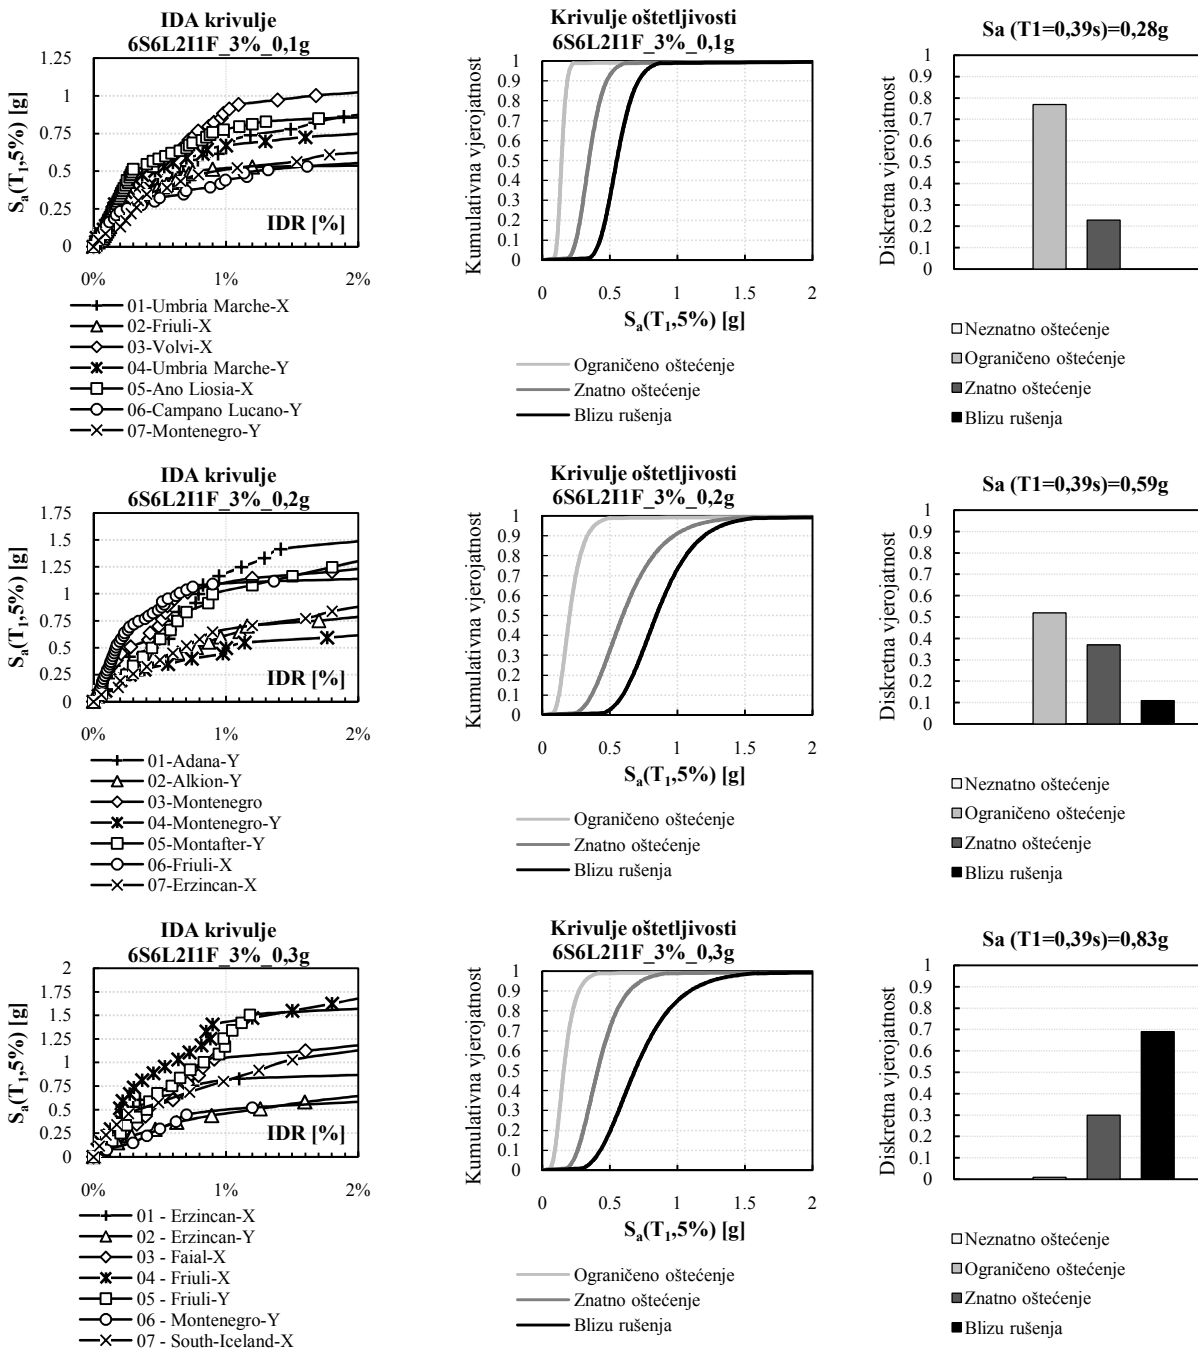 IDA krivulje
6S6L2I1F_3%_0,1g
1.25
1
0.75
0.5
0.25
0
Sa(T1,5%) [g]
IDR [%]
0% 1% 2%
01-Umbria Marche-X
02-Friuli-X
03-Volvi-X
04-Umbria Marche-Y
05-Ano Liosia-X
06-Campano Lucano-Y
07-Montenegro-Y
Krivulje oštetljivosti
6S6L2I1F_3%_0,1g
Kumulativna vjerojatnost
1
0.9
0.8
0.7
0.6
0.5
0.4
0.3
0.2
0.1
0
0 0.5 1 1.5 2
Sa(T1,5%) [g]
Ograničeno oštećenje
Znatno oštećenje
Blizu rušenja
Sa (T1=0,39s)=0,28g
Diskretna vjerojatnost
1
0.9
0.8
0.7
0.6
0.5
0.4
0.3
0.2
0.1
0
Neznatno oštećenje
Ograničeno oštećenje
Znatno oštećenje
Blizu rušenja
IDA krivulje
6S6L2I1F_3%_0,2g
1.75
1.5
1.25
1
0.75
0.5
0.25
0
Sa(T1,5%) [g]
IDR [%]
0% 1% 2%
01-Adana-Y
02-Alkion-Y
03-Montenegro
04-Montenegro-Y
05-Montafter-Y
06-Friuli-X
07-Erzincan-X
Krivulje oštetljivosti
6S6L2I1F_3%_0,2g
Kumulativna vjerojatnost
1
0.9
0.8
0.7
0.6
0.5
0.4
0.3
0.2
0.1
0
0 0.5 1 1.5 2
Sa(T1,5%) [g]
Ograničeno oštećenje
Znatno oštećenje
Blizu rušenja
Sa (T1=0,39s)=0,59g
Diskretna vjerojatnost
1
0.9
0.8
0.7
0.6
0.5
0.4
0.3
0.2
0.1
0
Neznatno oštećenje
Ograničeno oštećenje
Znatno oštećenje
Blizu rušenja
IDA krivulje
6S6L2I1F_3%_0,3g
2
1.75
1.5
1.25
1
0.75
0.5
0.25
0
Sa(T1,5%) [g]
IDR [%]
0% 1% 2%
01 - Erzincan-X
02 - Erzincan-Y
03 - Faial-X
04 - Friuli-X
05 - Friuli-Y
06 - Montenegro-Y
07 - South-Iceland-X
Krivulje oštetljivosti
6S6L2I1F_3%_0,3g
Kumulativna vjerojatnost
1
0.9
0.8
0.7
0.6
0.5
0.4
0.3
0.2
0.1
0
0 0.5 1 1.5 2
Sa(T1,5%) [g]
Ograničeno oštećenje
Znatno oštećenje
Blizu rušenja
Sa (T1=0,39s)=0,83g
Diskretna vjerojatnost
1
0.9
0.8
0.7
0.6
0.5
0.4
0.3
0.2
0.1
0
Neznatno oštećenje
Ograničeno oštećenje
Znatno oštećenje
Blizu rušenja